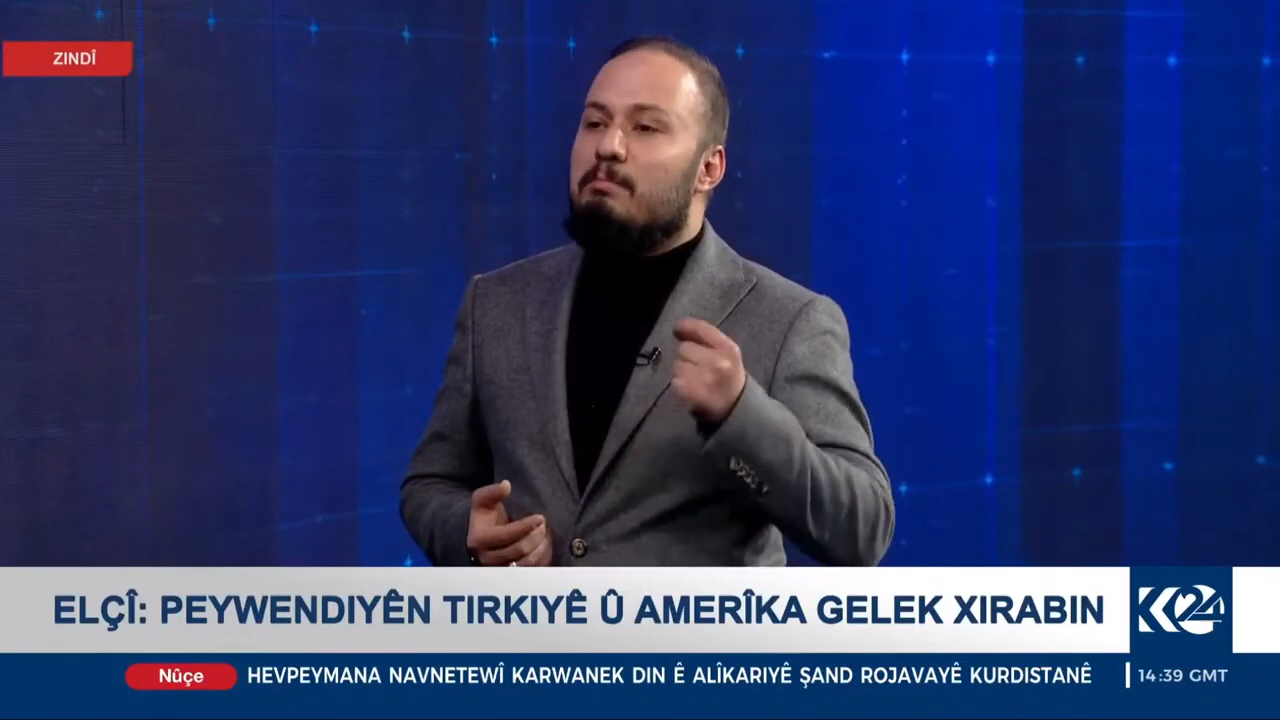 ZINDÎ
ELÇÎ: PEYWENDIYÊN TIRKIYÊ Û AMERÎKA GELEK XIRABIN
K24
Nûçe HEVPEYMANA NAVNETEWÎ KARWANEK DIN Ê ALÎKARIYÊ ŞAND ROJAVAYÊ KURDISTANÊ 14:39 GMT